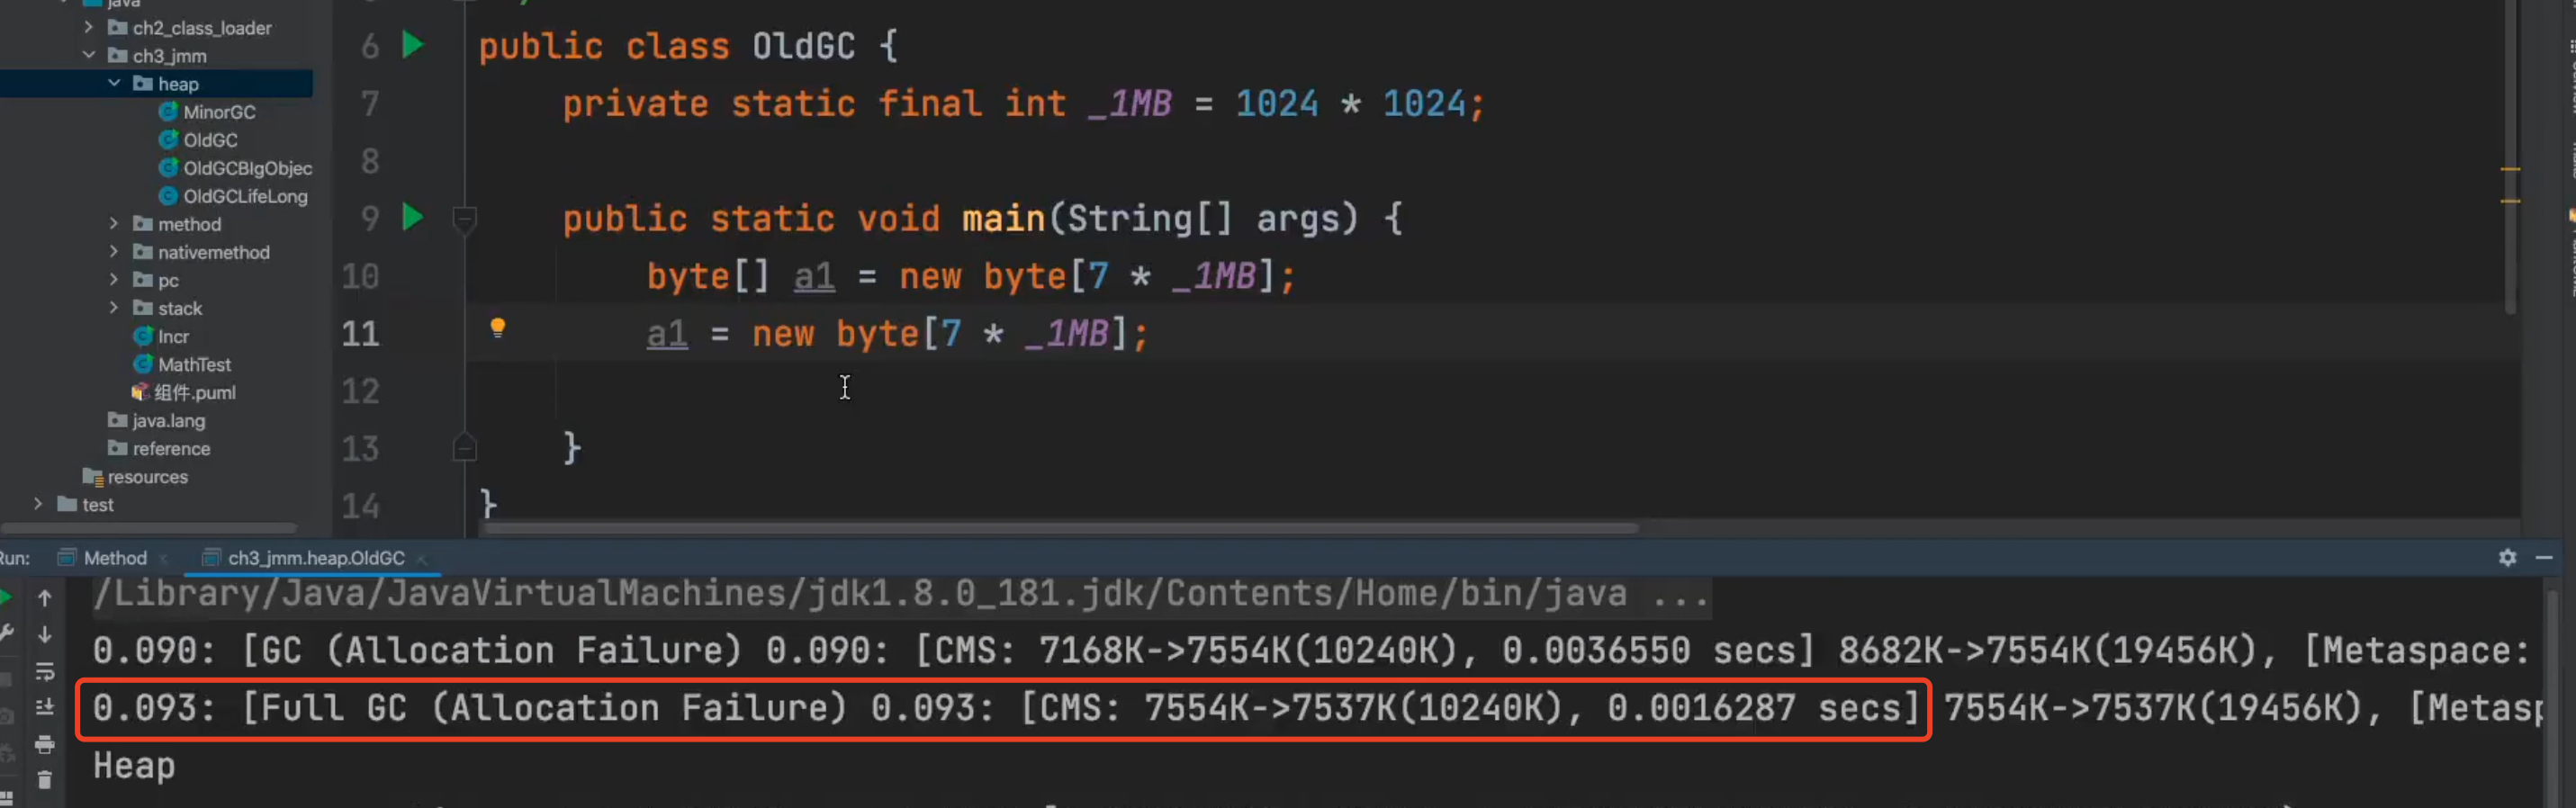 java
ch2_class_loader
ch3_jmm
heap
MinorGC
OldGC
OldGCBIgObjec
OldGCLifeLong
method
nativemethod
pc
stack
Incr
MathTest
组件.puml
java.lang
reference
resources
test
6 public class OldGC {
7 private static final int _1MB = 1024 * 1024;
8
9 public static void main(String[] args) {
10 byte[] a1 = new byte[7 * _1MB];
11 a1 = new byte[7 * _1MB];
12
13 }
14 }
Run: Method ch3_jmm.heap.OldGC
/Library/Java/JavaVirtualMachines/jdk1.8.0_181.jdk/Contents/Home/bin/java ...
0.090: [GC (Allocation Failure) 0.090: [CMS: 7168K->7554K(10240K), 0.0036550 secs] 8682K->7554K(19456K), [Metaspace:
0.093: [Full GC (Allocation Failure) 0.093: [CMS: 7554K->7537K(10240K), 0.0016287 secs] 7554K->7537K(19456K), [Metasp
Heap